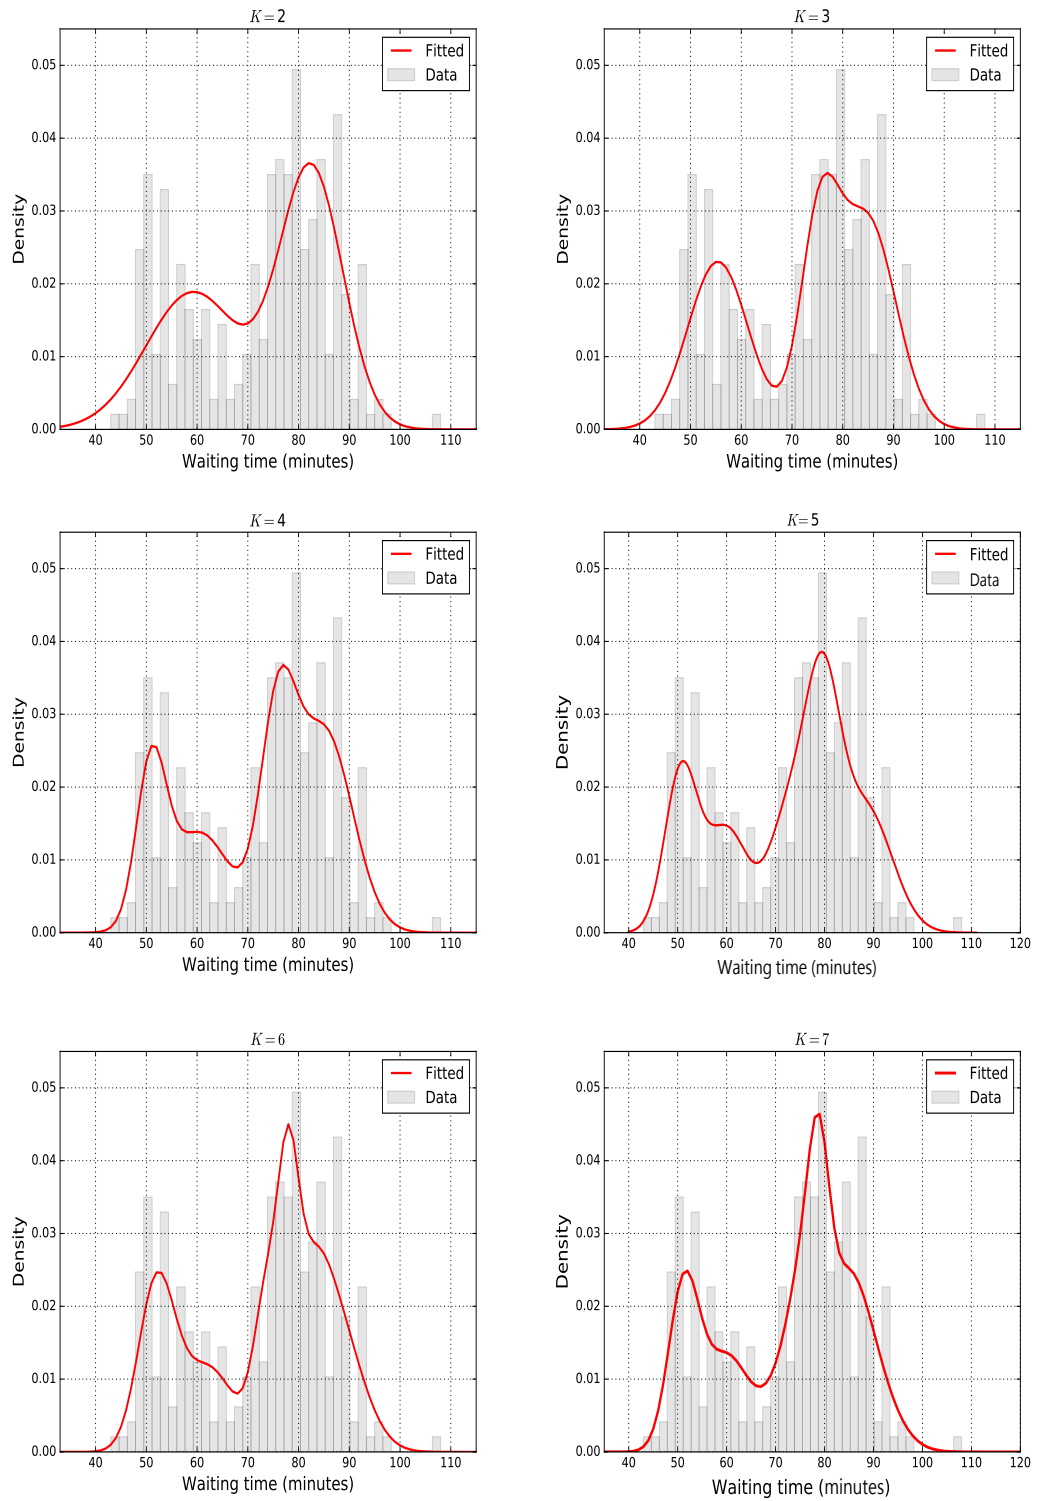 K = 2
Fitted
Data
0.05
0.04
0.03
0.02
0.01
0.00
Density
40 50 60 70 80 90 100 110
Waiting time (minutes)
K = 3
Fitted
Data
0.05
0.04
0.03
0.02
0.01
0.00
Density
40 50 60 70 80 90 100 110
Waiting time (minutes)
K = 4
Fitted
Data
0.05
0.04
0.03
0.02
0.01
0.00
Density
40 50 60 70 80 90 100 110
Waiting time (minutes)
K = 5
Fitted
Data
0.05
0.04
0.03
0.02
0.01
0.00
Density
40 50 60 70 80 90 100 110 120
Waiting time (minutes)
K = 6
Fitted
Data
0.05
0.04
0.03
0.02
0.01
0.00
Density
40 50 60 70 80 90 100 110
Waiting time (minutes)
K = 7
Fitted
Data
0.05
0.04
0.03
0.02
0.01
0.00
Density
40 50 60 70 80 90 100 110 120
Waiting time (minutes)